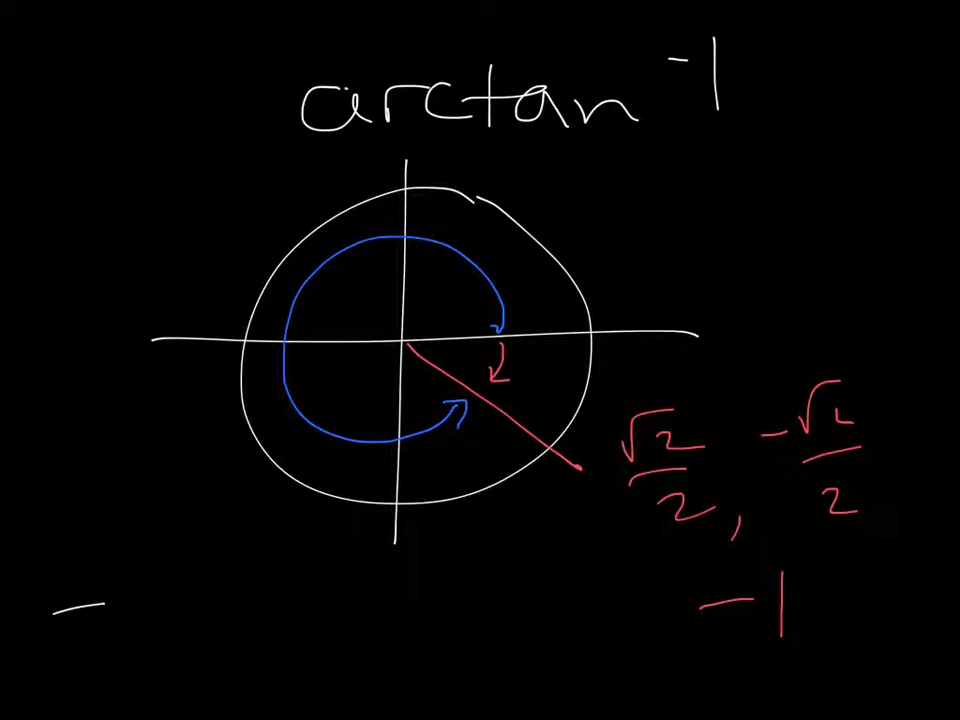 arctan -1
√2/2, -√2/2
-1
-